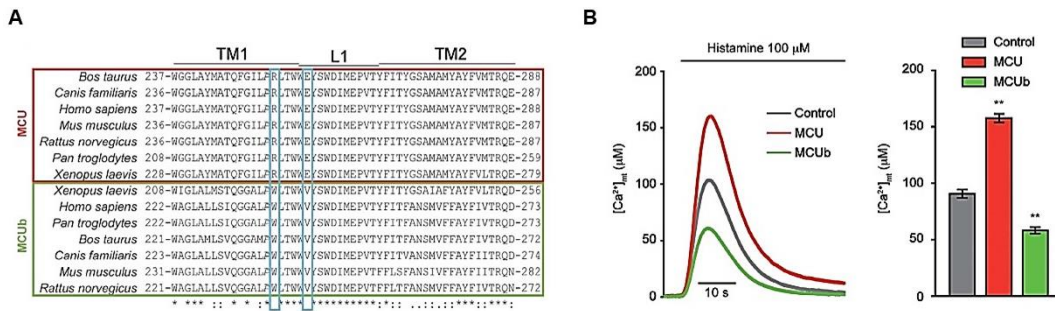 A
TM1 L1 TM2
MCU
Bos taurus 237-WGGLAYMATQFGILARLTWWEYSWDIMEPVTYFITYGSAMAMYAYFVMTRQE-288
Canis familiaris 236-WGGLAYMATQFGILARLTWWEYSWDIMEPVTYFITYGSAMAMYAYFVMTRQE-287
Homo sapiens 237-WGGLAYMATQFGILARLTWWEYSWDIMEPVTYFITYGSAMAMYAYFVMTRQE-288
Mus musculus 236-WGGLAYMATQFGILARLTWWEYSWDIMEPVTYFITYGSAMAMYAYFVMTRQE-287
Rattus norvegicus 236-WGGLAYMATQFGILARLTWWEYSWDIMEPVTYFITYGSAMAMYAYFVMTRQE-287
Pan troglodytes 208-WGGLAYMATQFGILARLTWWEYSWDIMEPVTYFITYGSAMAMYAYFVMTRQE-259
Xenopus laevis 228-WGGLAYMATQFGILARLTWWEYSWDIMEPVTYFITYGSAMAMYAYFVMTRQE-279
MCUb
Xenopus laevis 208-WIGLALMSTQGGALAWLTWWVYSWDIMEPVTYFITYGSAIAFYAYFVLTRQD-256
Homo sapiens 222-WAGLALLSIQGGALAWLTWWVYSWDIMEPVTYFITFANSMVFFAYFIVTRQD-273
Pan troglodytes 222-WAGLALLSIQGGALAWLTWWVYSWDIMEPVTYFITFANSMVFFAYFIVTRQD-273
Bos taurus 221-WAGLAMLSVQGGAMAWLTWWVYSWDIMEPVTYFITFANSMVFFAYFIVTRQD-272
Canis familiaris 223-WAGLALLSVQGGALAWLTWWVYSWDIMEPVTYFITFANSMVFFAYFIITRQD-274
Mus musculus 231-WAGLALLSVQGGALAWLTWWVYSWDIMEPVTYFLSFANSIVFFAYFIVTRQN-282
Rattus norvegicus 221-WAGLALLSVQGGALAWLTWWVYSWDIMEPVTYFITFANSMVFFAYFIVTRQD-272
B
Histamine 100 µM
[Ca²⁺]mt (µM)
200
150
100
50
0
Control
MCU
MCUb
10 s
Control
MCU
MCUb
[Ca²⁺]mt (µM)
200
150
100
50
0
**
**